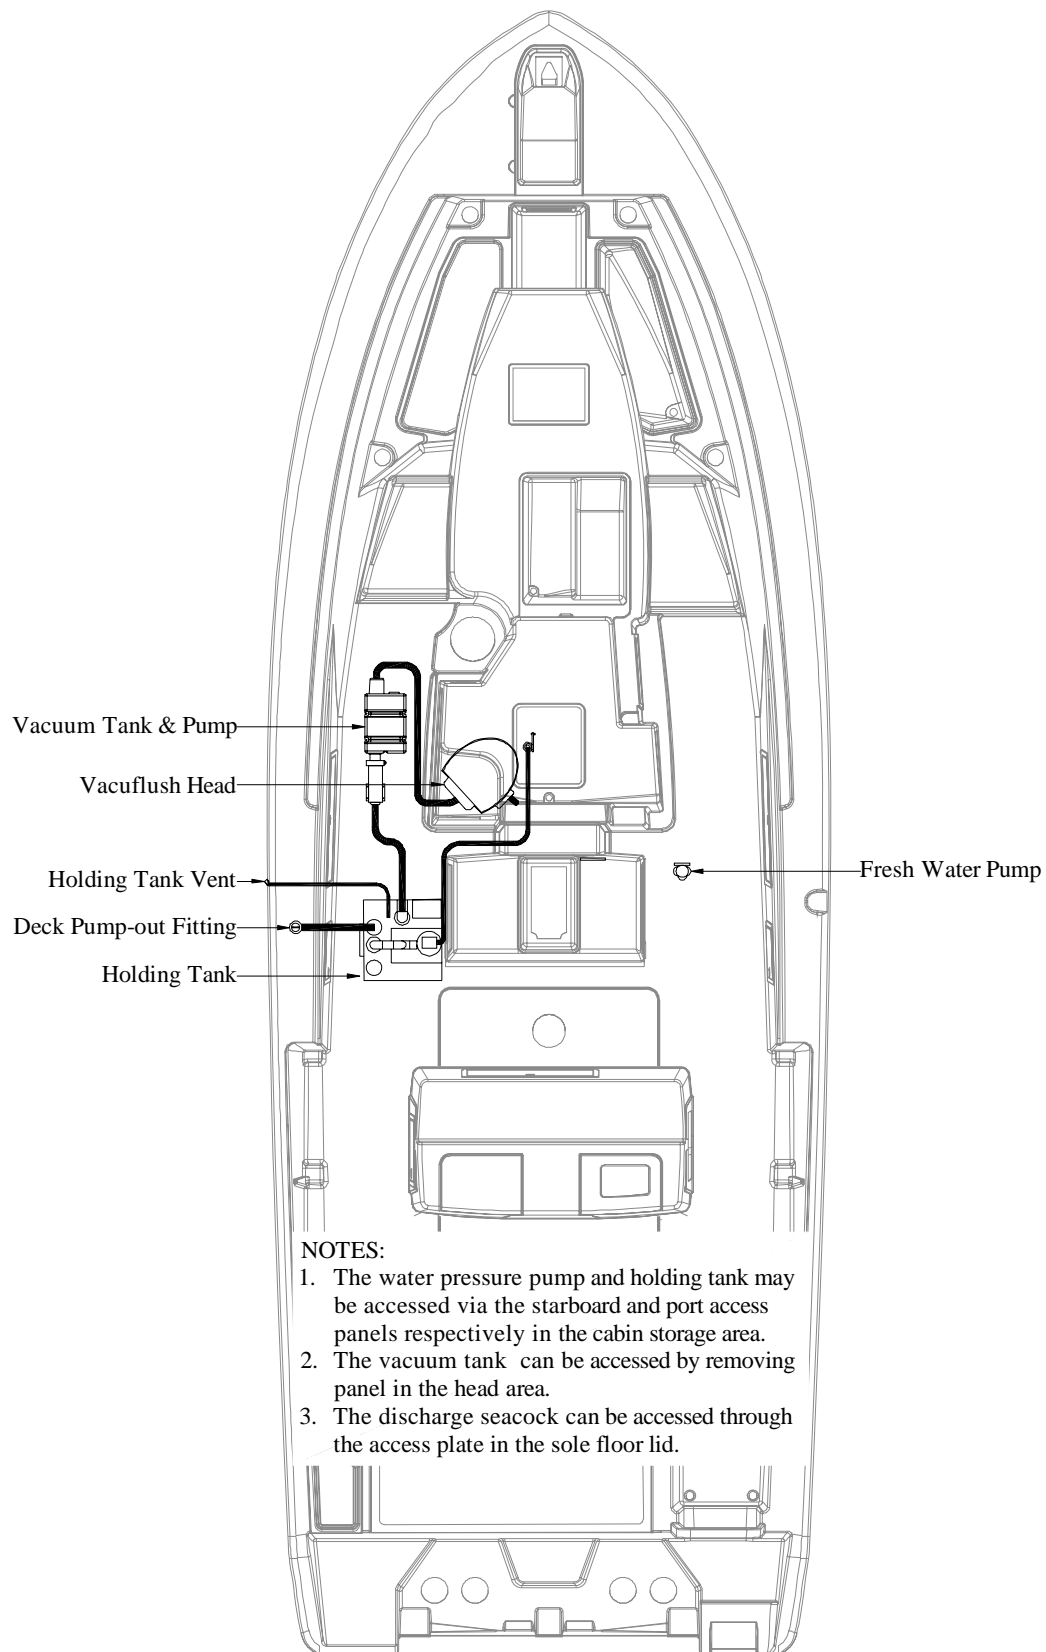 Vacuum Tank & Pump
Vacuflush Head
Holding Tank Vent
Fresh Water Pump
Deck Pump-out Fitting
Holding Tank
NOTES:
1. The water pressure pump and holding tank may
be accessed via the starboard and port access
panels respectively in the cabin storage area.
2. The vacuum tank can be accessed by removing
panel in the head area.
3. The discharge seacock can be accessed through
the access plate in the sole floor lid.